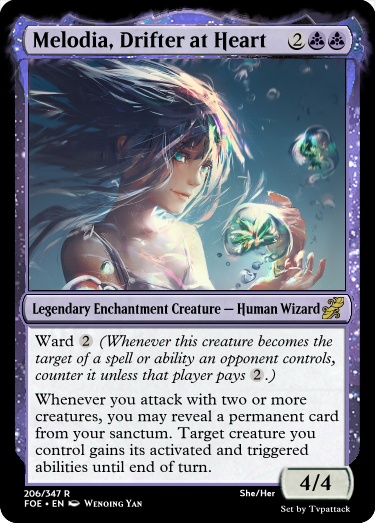 Melodia, Drifter at Heart 2
Legendary Enchantment Creature — Human Wizard
Ward 2 (Whenever this creature becomes the
target of a spell or ability an opponent controls,
counter it unless that player pays 2.)
Whenever you attack with two or more
creatures, you may reveal a permanent card
from your sanctum. Target creature you
control gains its activated and triggered
abilities until end of turn.
4/4
206/347 R She/Her
FOE • EN Wenqing Yan Set by Tvpattack